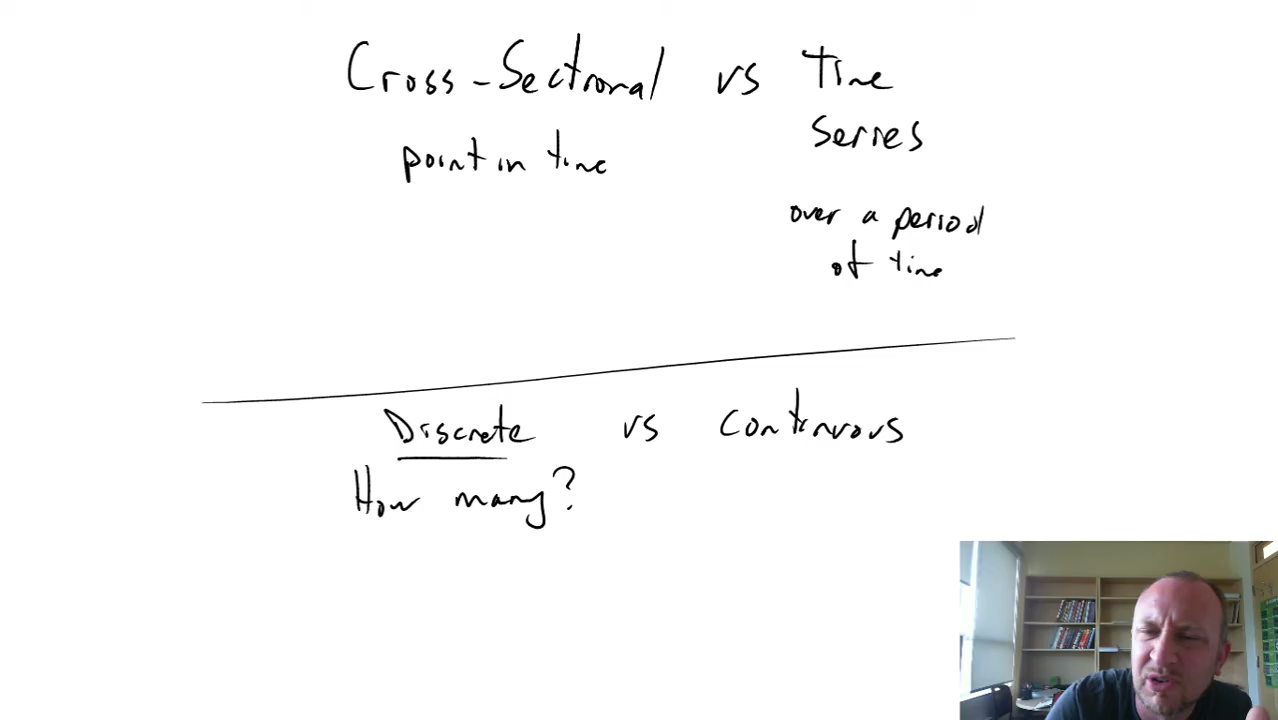 Cross-Sectional vs Time
Series
point in time
over a period
of time
Discrete vs continuous
How many?